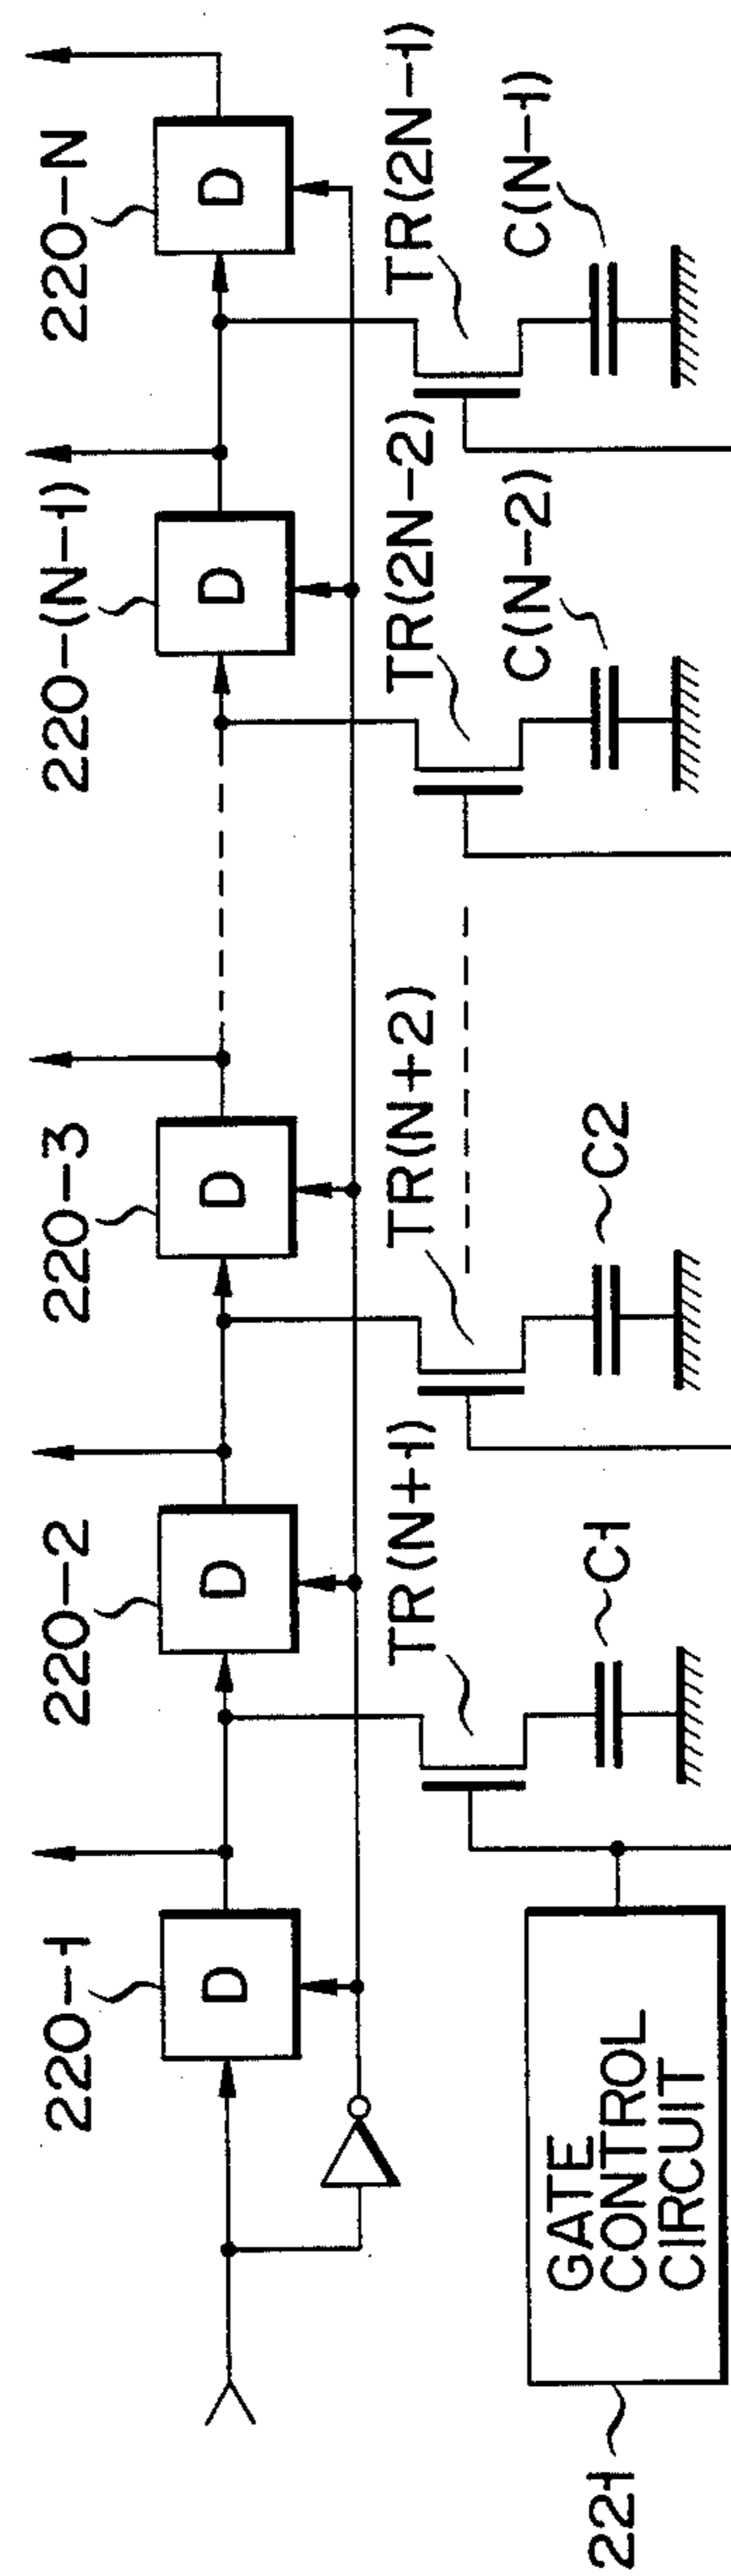 220-1
220-2
220-3
220-(N-1)
220-N
D
D
D
D
D
TR(N+1)
TR(N+2)
TR(2N-2)
TR(2N-1)
C1
C2
C(N-2)
C(N-1)
GATE
CONTROL
CIRCUIT
221